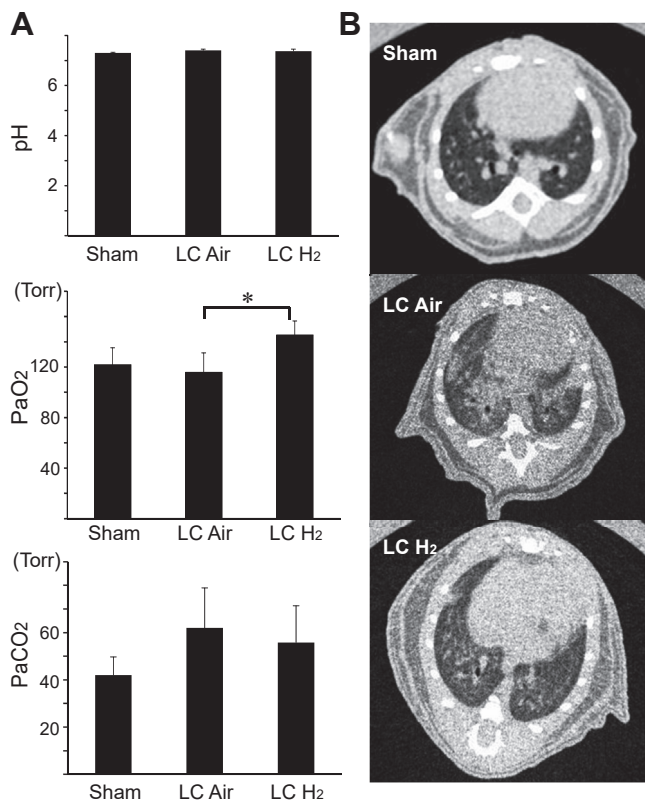 A
B
6
4
2
pH
Sham
LC Air
LC H2
(Torr)
*
120
80
40
PaO2
Sham
LC Air
LC H2
(Torr)
60
40
20
PaCO2
Sham
LC Air
LC H2
Sham
LC Air
LC H2